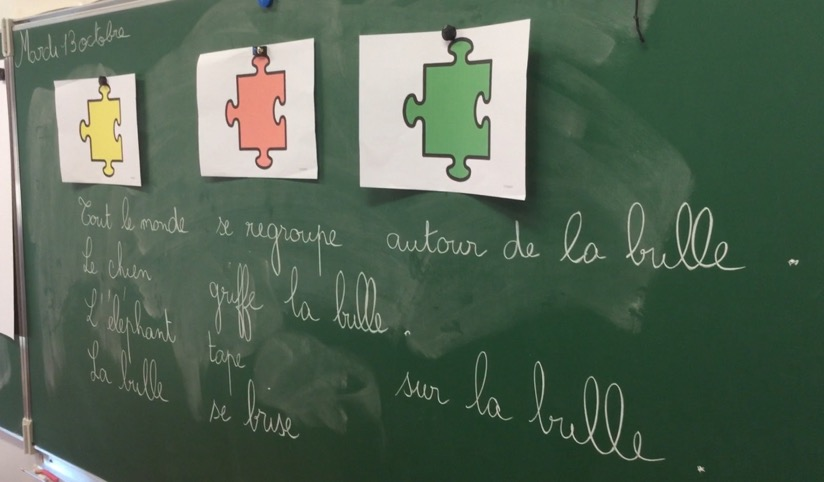 Mardi 13 octobre
Tout le monde se regroupe autour de la bulle .
Le chien griffe la bulle .
L'éléphant tape sur la bulle .
La bulle se brise